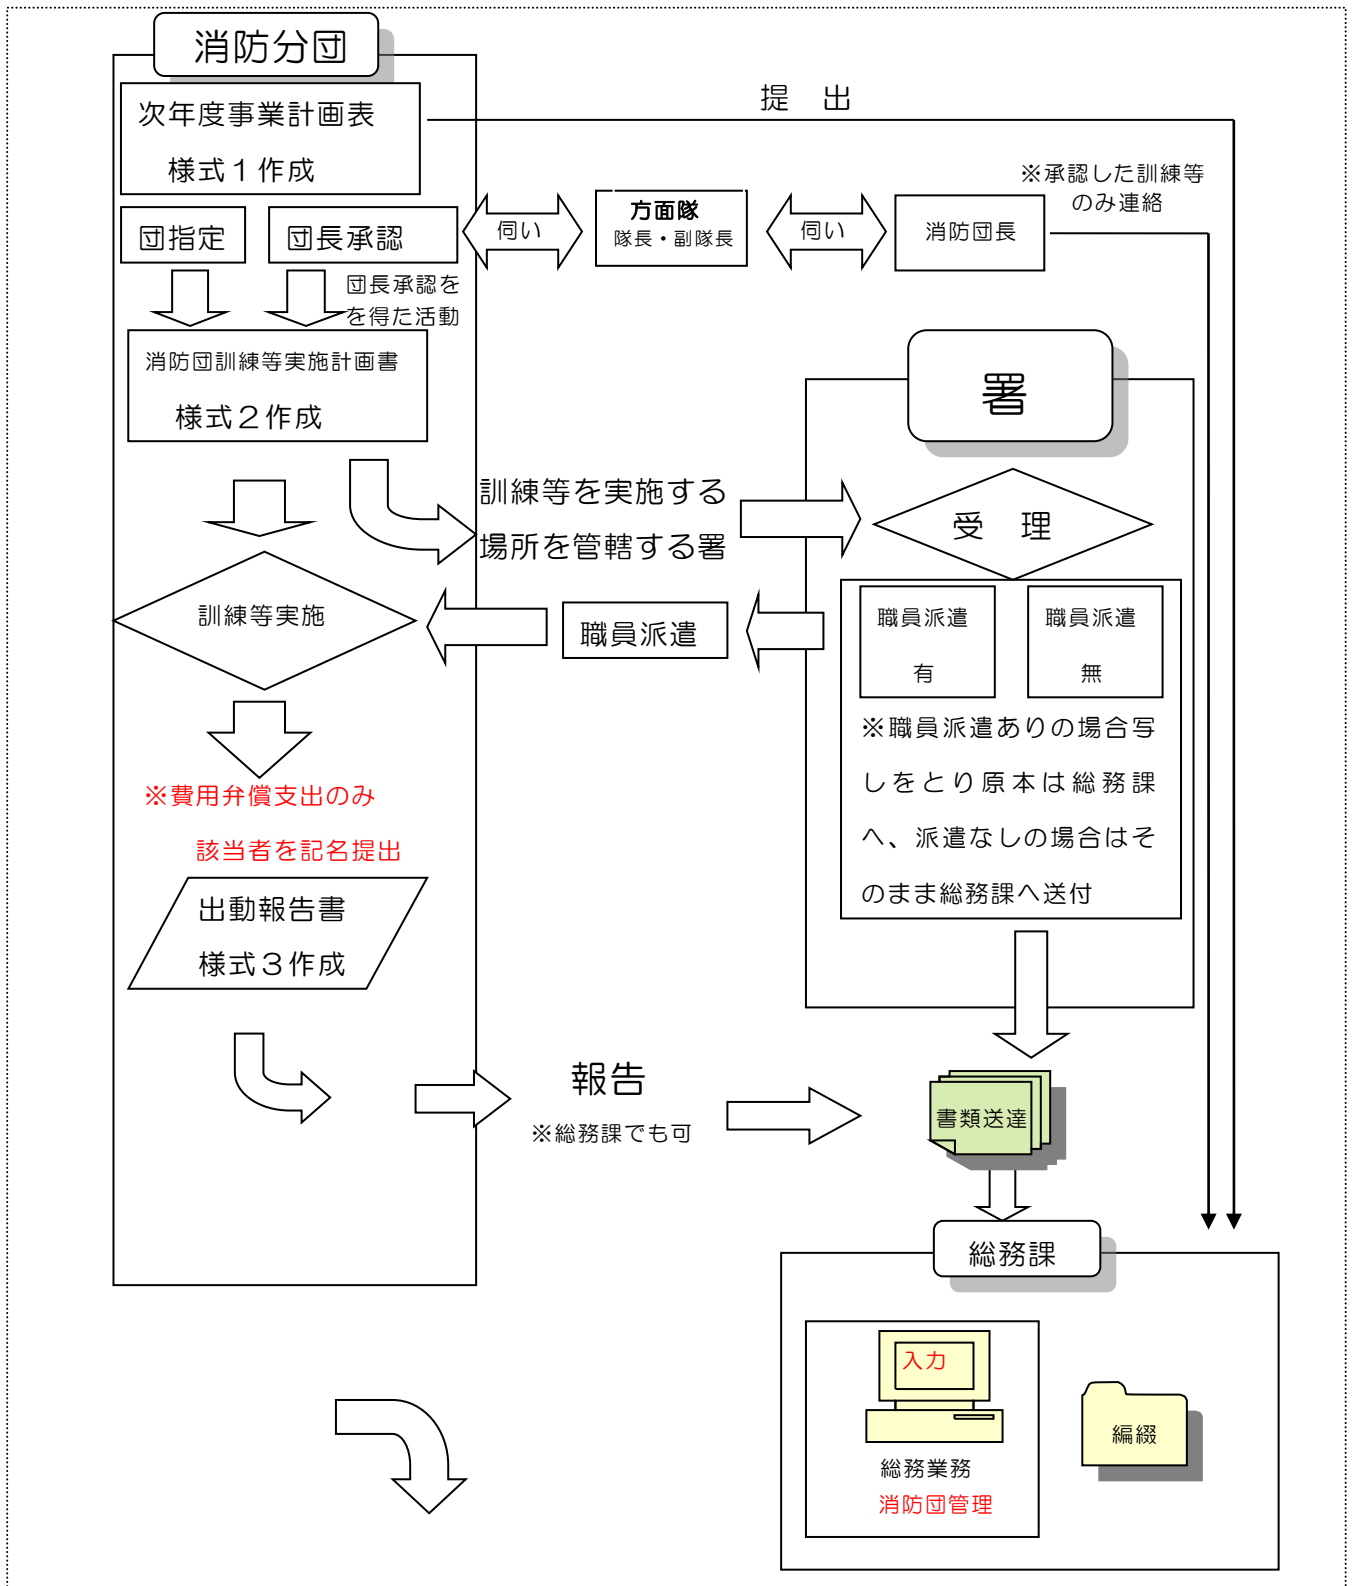 消防分団
次年度事業計画表
様式１作成
提　出
※承認した訓練等
のみ連絡
団指定
団長承認
伺い
方面隊
隊長・副隊長
伺い
消防団長
団長承認を
を得た活動
消防団訓練等実施計画書
様式２作成
署
訓練等を実施する
場所を管轄する署
受　理
訓練等実施
職員派遣
職員派遣
有
職員派遣
無
※職員派遣ありの場合写
しをとり原本は総務課
へ、派遣なしの場合はそ
のまま総務課へ送付
※費用弁償支出のみ
該当者を記名提出
出動報告書
様式３作成
報告
※総務課でも可
書類送達
総務課
入力
総務業務
消防団管理
編綴